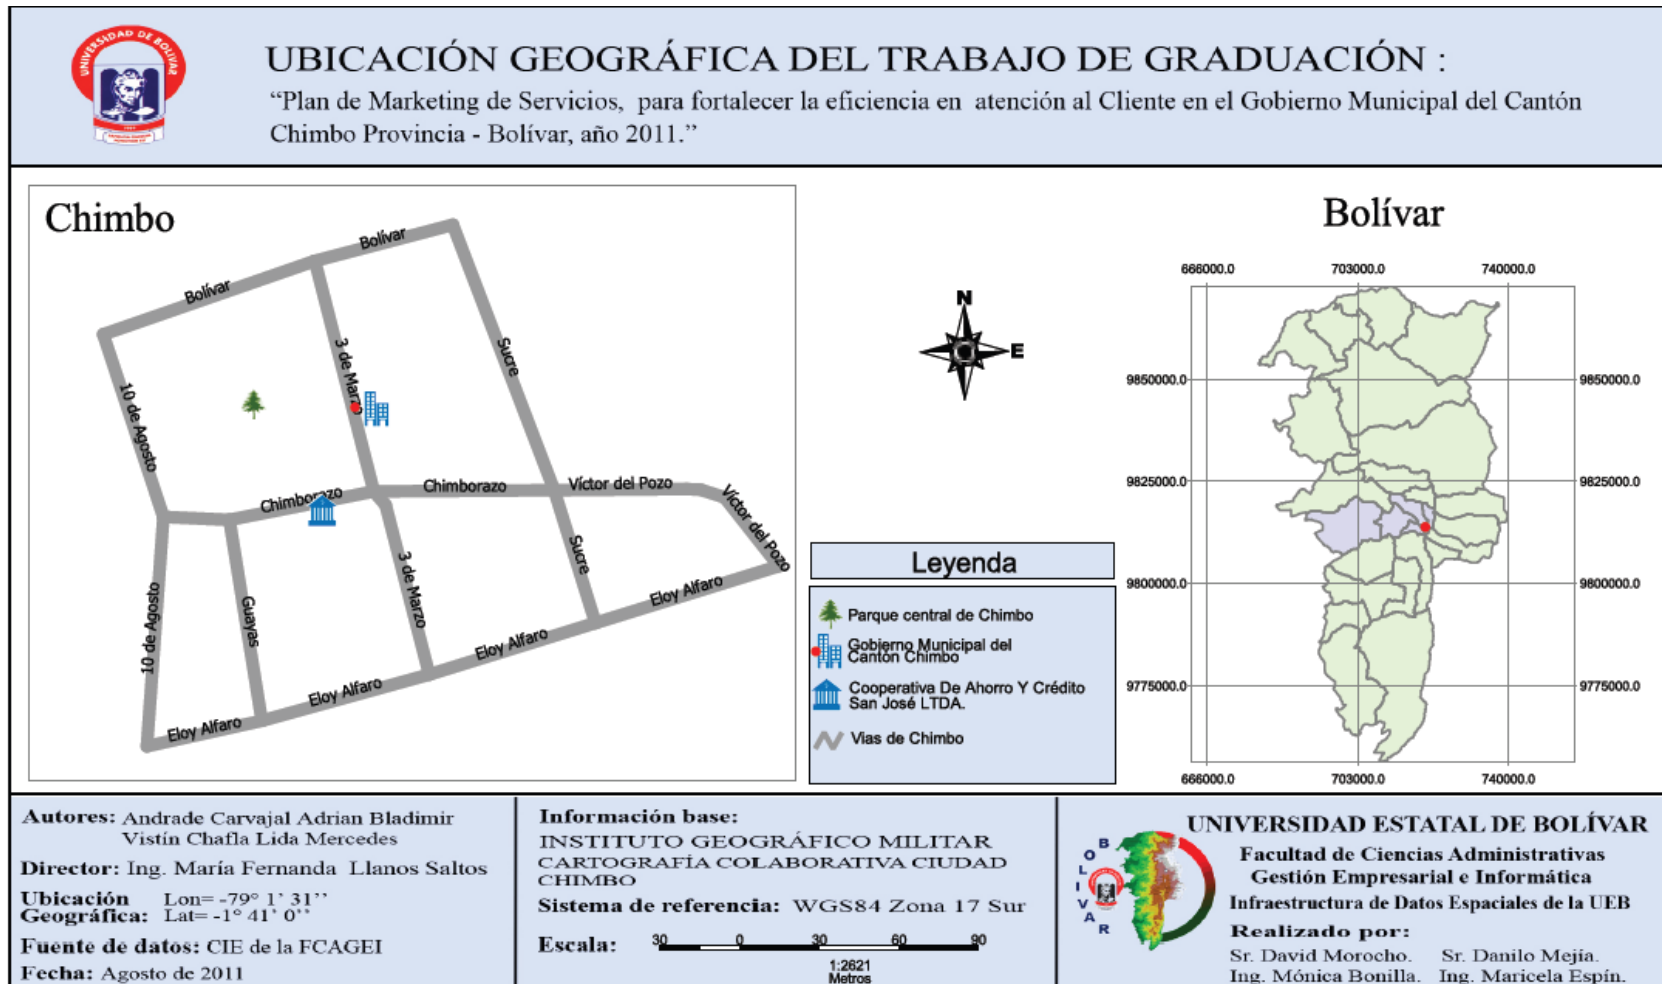 UNIVERSIDAD DE BOLIVAR
UBICACIÓN GEOGRÁFICA DEL TRABAJO DE GRADUACIÓN :
“Plan de Marketing de Servicios, para fortalecer la eficiencia en atención al Cliente en el Gobierno Municipal del Cantón
Chimbo Provincia - Bolívar, año 2011.”
Chimbo
Bolívar
Bolívar
10 de Agosto
3 de Marzo
Sucre
Chimborazo
Chimborazo
Víctor del Pozo
Víctor del Pozo
10 de Agosto
Guayas
3 de Marzo
Sucre
Eloy Alfaro
Eloy Alfaro
Eloy Alfaro
Eloy Alfaro
N
E
Leyenda
Parque central de Chimbo
Gobierno Municipal del
Cantón Chimbo
Cooperativa De Ahorro Y Crédito
San José LTDA.
Vias de Chimbo
Bolívar
666000.0 703000.0 740000.0
9850000.0 9850000.0
9825000.0 9825000.0
9800000.0 9800000.0
9775000.0 9775000.0
666000.0 703000.0 740000.0
Autores: Andrade Carvajal Adrian Bladimir
Vistín Chafla Lida Mercedes
Director: Ing. María Fernanda Llanos Saltos
Ubicación Lon= -79° 1’ 31’’
Geográfica: Lat= -1° 41’ 0’’
Fuente de datos: CIE de la FCAGEI
Fecha: Agosto de 2011
Información base:
INSTITUTO GEOGRÁFICO MILITAR
CARTOGRAFÍA COLABORATIVA CIUDAD
CHIMBO
Sistema de referencia: WGS84 Zona 17 Sur
Escala: 30 0 30 60 90
1:2621
Metros
BOLIVAR
UNIVERSIDAD ESTATAL DE BOLÍVAR
Facultad de Ciencias Administrativas
Gestión Empresarial e Informática
Infraestructura de Datos Espaciales de la UEB
Realizado por:
Sr. David Morocho. Sr. Danilo Mejía.
Ing. Mónica Bonilla. Ing. Maricela Espín.